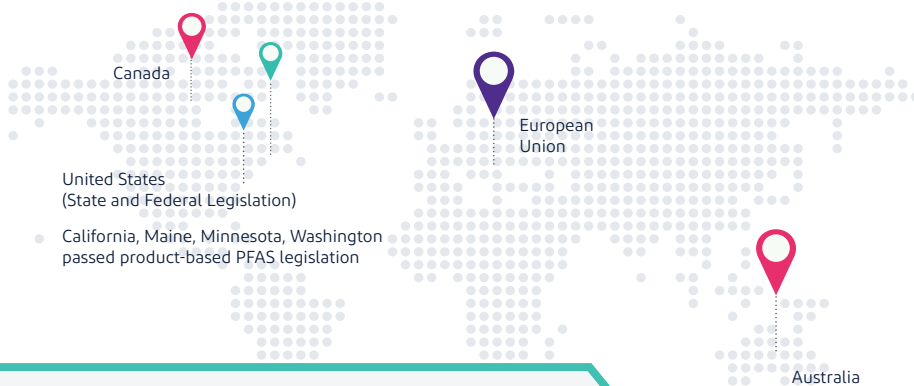 Canada
European
Union
United States
(State and Federal Legislation)
California, Maine, Minnesota, Washington
passed product-based PFAS legislation
Australia